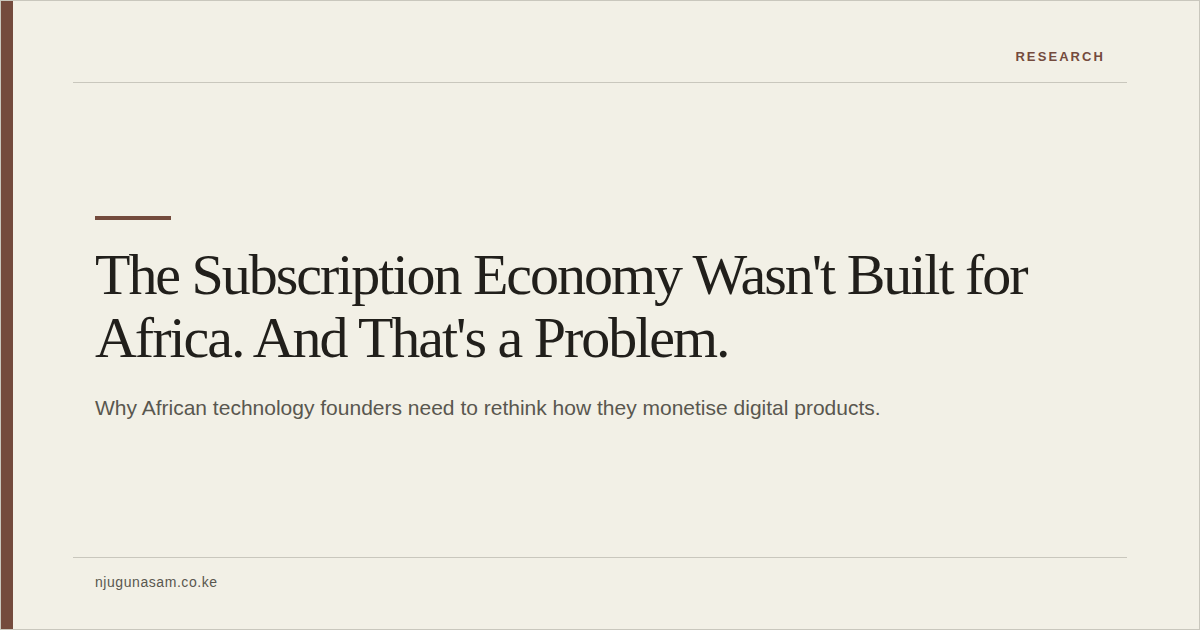 RESEARCH
The Subscription Economy Wasn't Built for
Africa. And That's a Problem.
Why African technology founders need to rethink how they monetise digital products.
njugunasam.co.ke